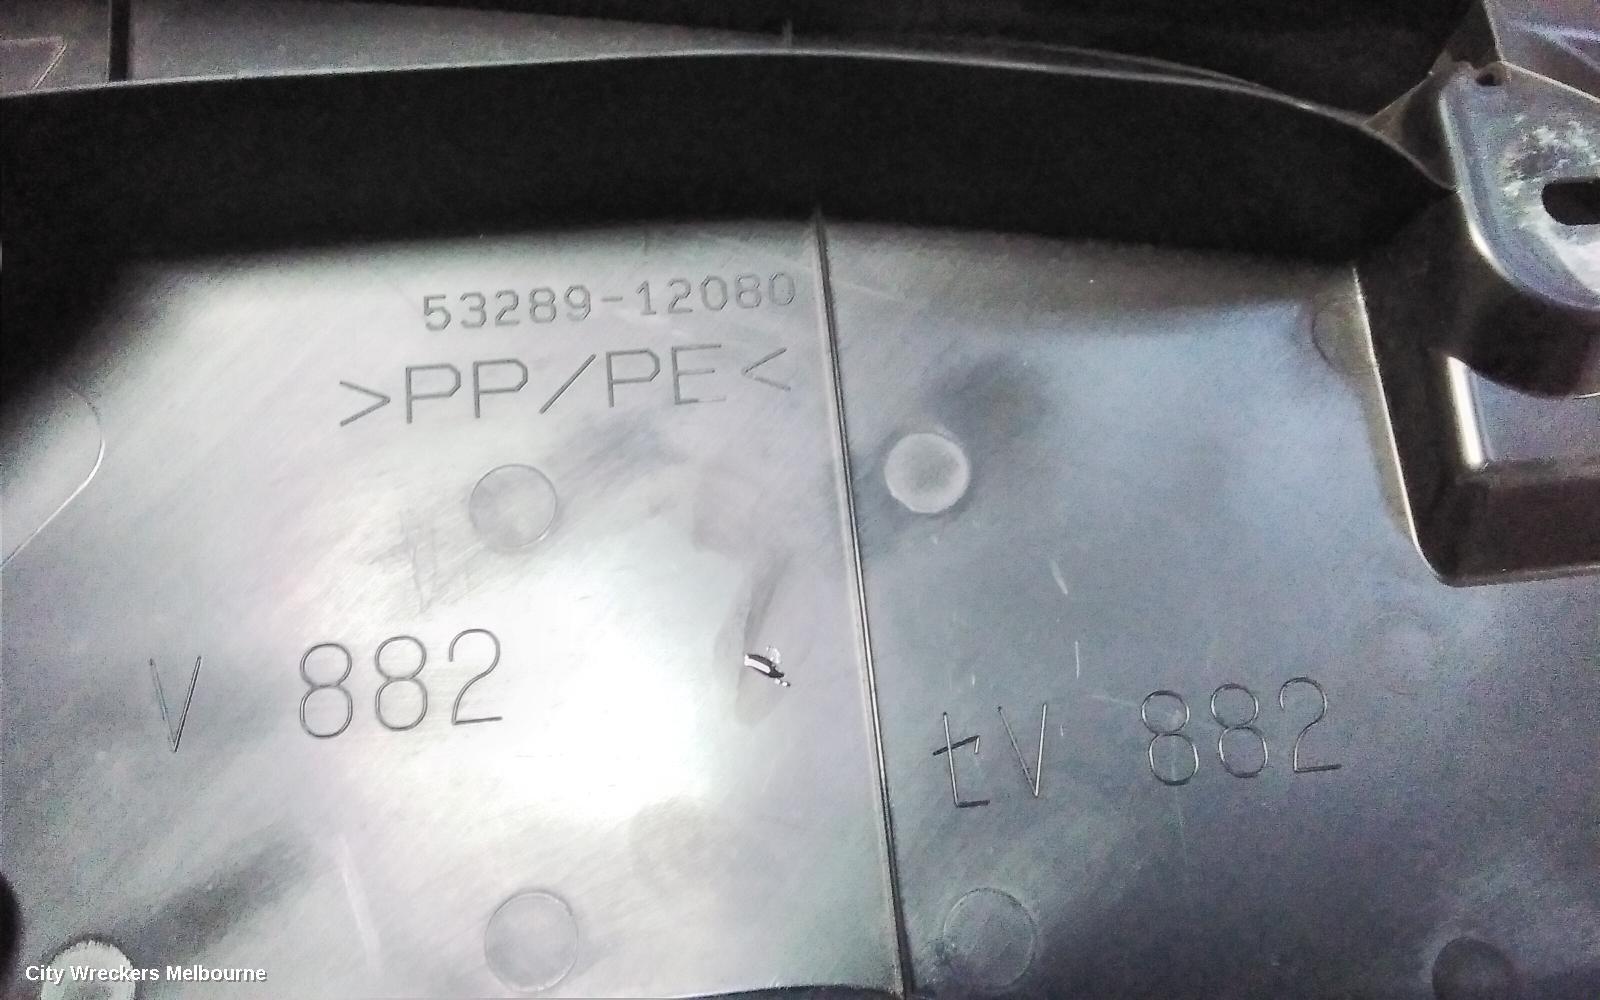 53289-12080
>PP/PE<
V 882
tV 882
City Wreckers Melbourne